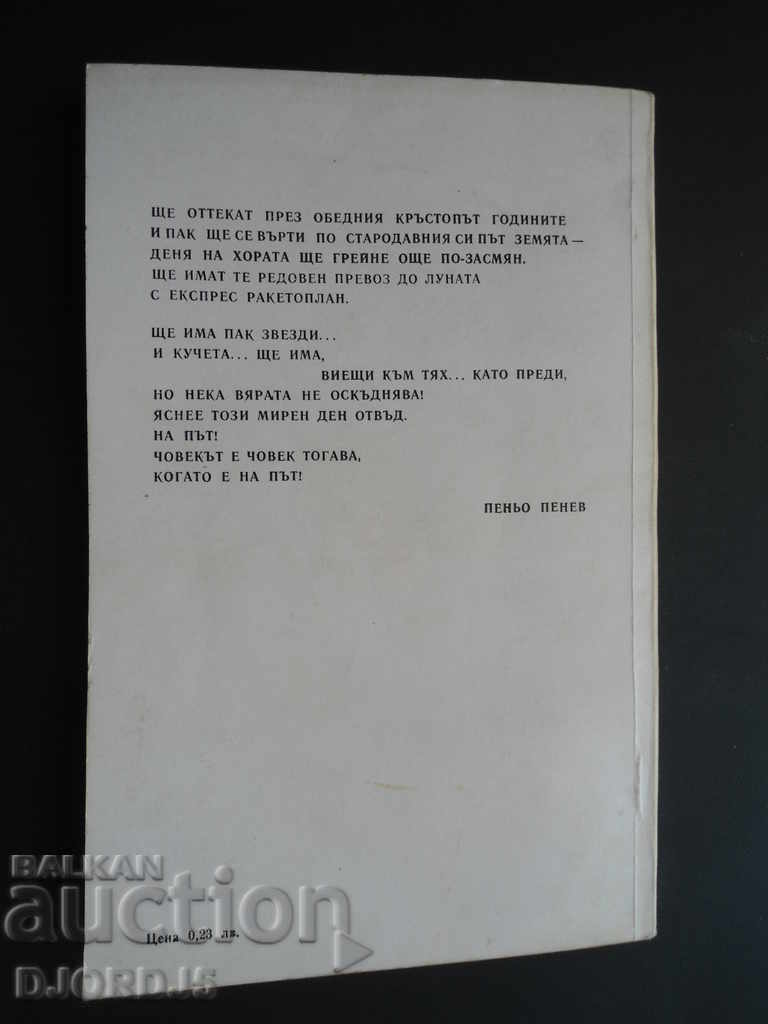 ЩЕ ОТТЕКАТ ПРЕЗ ОБЕДНИЯ КРЪСТОПЪТ ГОДИНИТЕ
И ПАК ЩЕ СЕ ВЪРТИ ПО СТАРОДАВНИЯ СИ ПЪТ ЗЕМЯТА —
ДЕНЯ НА ХОРАТА ЩЕ ГРЕЙНЕ ОЩЕ ПО-ЗАСМЯН.
ЩЕ ИМАТ ТЕ РЕДОВЕН ПРЕВОЗ ДО ЛУНАТА
С ЕКСПРЕС РАКЕТОПЛАН.
ЩЕ ИМА ПАК ЗВЕЗДИ...
И КУЧЕТА... ЩЕ ИМА,
ВИЕЩИ КЪМ ТЯХ... КАТО ПРЕДИ,
НО НЕКА ВЯРАТА НЕ ОСКЪДНЯВА!
ЯСНЕЕ ТОЗИ МИРЕН ДЕН ОТВЪД.
НА ПЪТ!
ЧОВЕКЪТ Е ЧОВЕК ТОГАВА,
КОГАТО Е НА ПЪТ!
ПЕНЬО ПЕНЕВ
BALKAN
auction
Цена 0,23 лв.
DJORDJ5